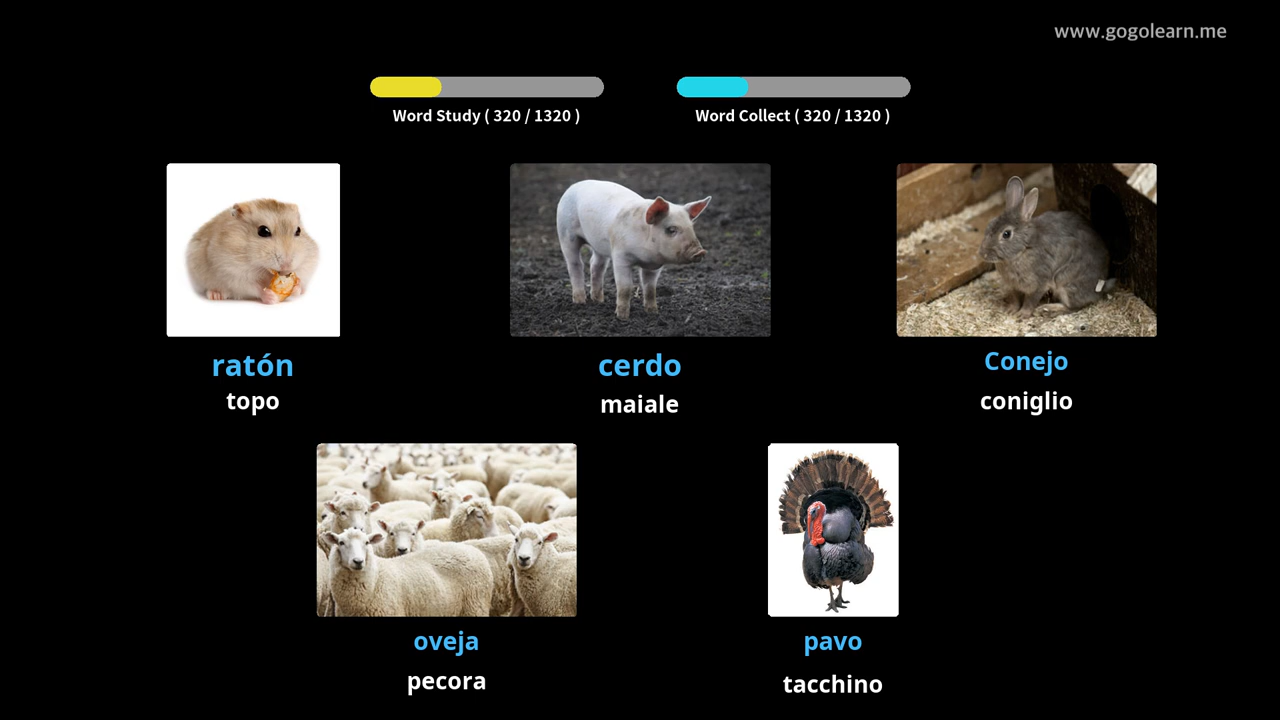 www.gogolearn.me
Word Study ( 320 / 1320 )
Word Collect ( 320 / 1320 )
ratón
topo
cerdo
maiale
Conejo
coniglio
oveja
pecora
pavo
tacchino